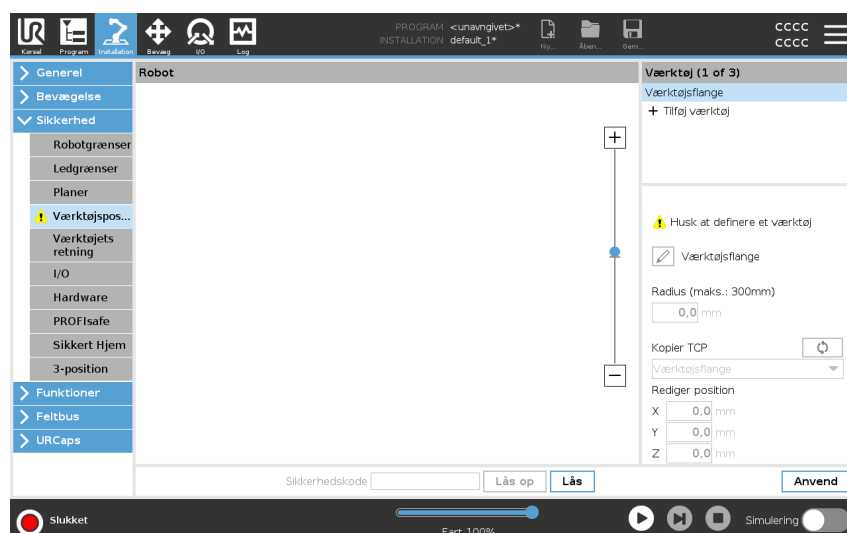 PROGRAM <unavngivet>*
INSTALLATION default_1*
Kørsel Program Installation Bevæg I/O Log Ny... Åben... Gem...
CCCC
CCCC
Generel
Bevægelse
Sikkerhed
Robotgrænser
Ledgrænser
Planer
Værktøjspos...
Værktøjets
retning
I/O
Hardware
PROFIsafe
Sikkert Hjem
3-position
Funktioner
Feltbus
URCaps
Robot
Sikkerhedskode Lås op Lås
Værktøj (1 of 3)
Værktøjsflange
Tilføj værktøj
Husk at definere et værktøj
Værktøjsflange
Radius (maks.: 300mm)
0,0 mm
Kopier TCP
Værktøjsflange
Rediger position
X 0,0 mm
Y 0,0 mm
Z 0,0 mm
Anvend
Slukket
Fart 100%
Simulering